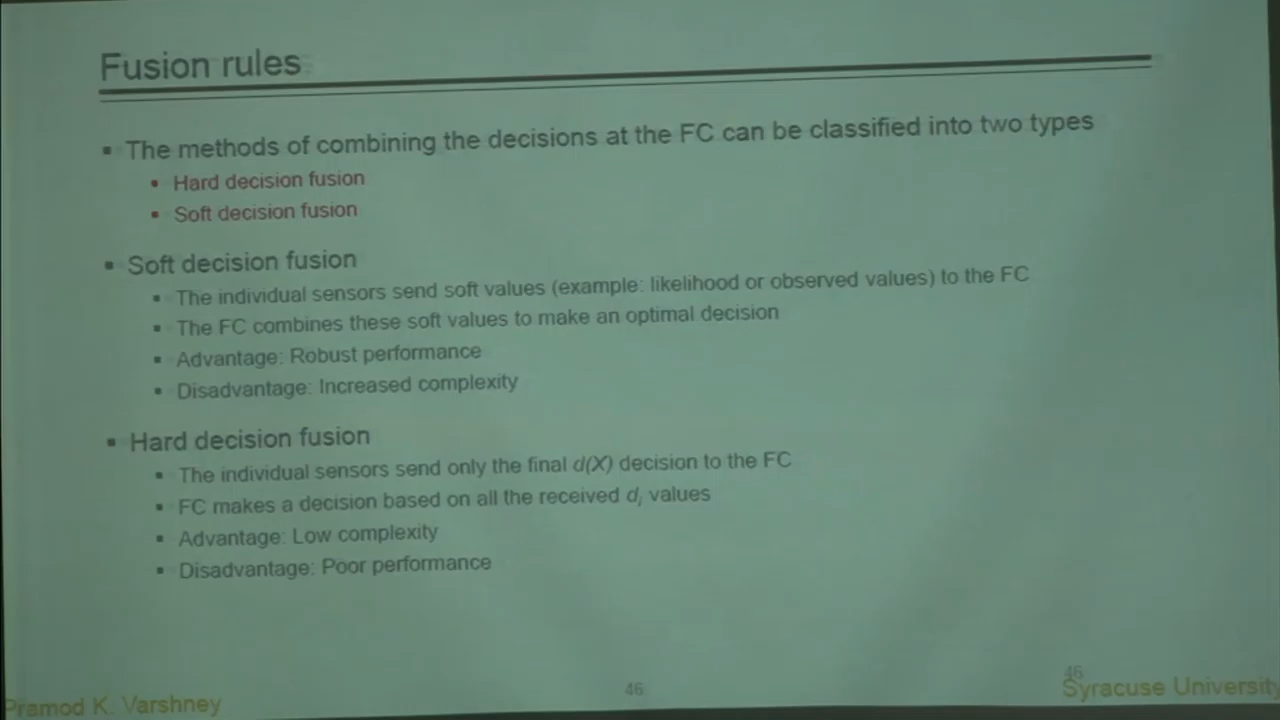 Fusion rules
▪ The methods of combining the decisions at the FC can be classified into two types
▪ Hard decision fusion
▪ Soft decision fusion
▪ Soft decision fusion
▪ The individual sensors send soft values (example: likelihood or observed values) to the FC
▪ The FC combines these soft values to make an optimal decision
▪ Advantage: Robust performance
▪ Disadvantage: Increased complexity
▪ Hard decision fusion
▪ The individual sensors send only the final d(X) decision to the FC
▪ FC makes a decision based on all the received dᵢ values
▪ Advantage: Low complexity
▪ Disadvantage: Poor performance
46
Pramod K. Varshney
46
Syracuse University